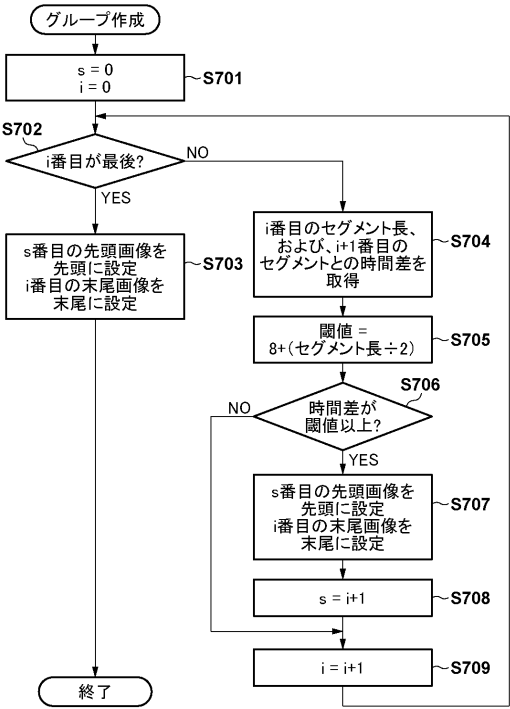 グループ作成
s = 0
i = 0
S701
S702
i番目が最後?
NO
YES
s番目の先頭画像を
先頭に設定
i番目の末尾画像を
末尾に設定
S703
i番目のセグメント長、
および、i+1番目の
セグメントとの時間差を
取得
S704
閾値 =
8+(セグメント長÷2)
S705
S706
時間差が
閾値以上?
NO
YES
s番目の先頭画像を
先頭に設定
i番目の末尾画像を
末尾に設定
S707
s = i+1
S708
i = i+1
S709
終了